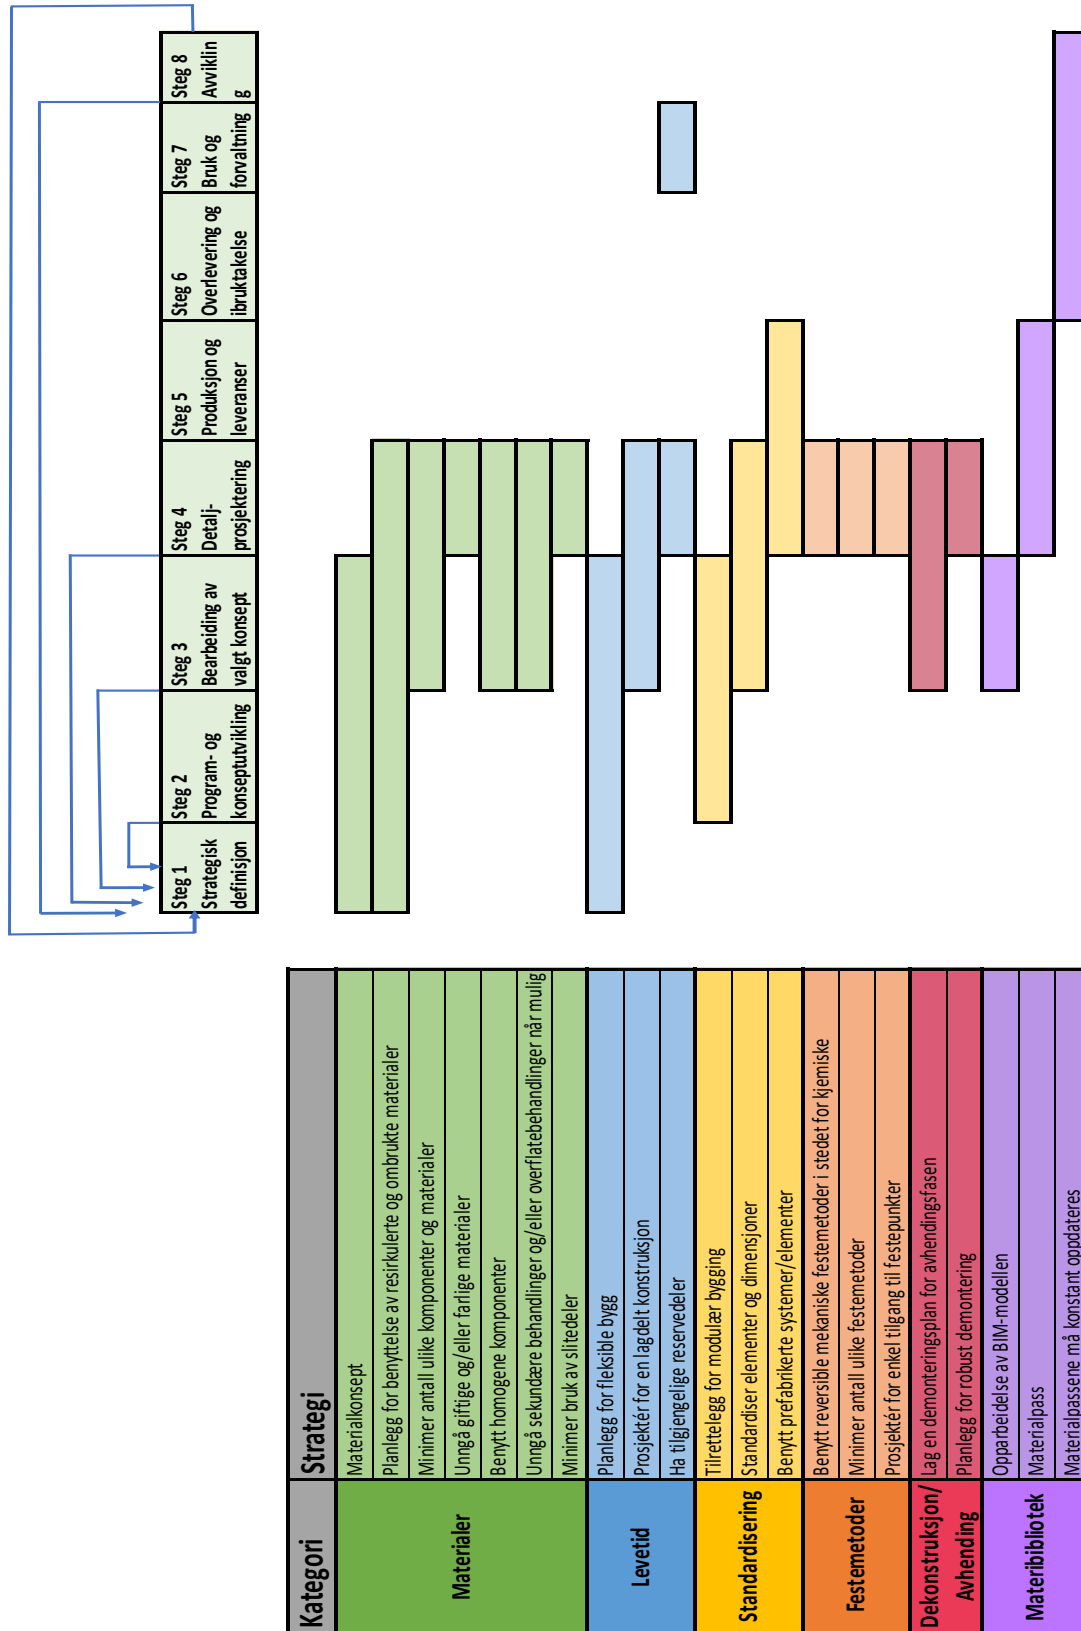 Steg 1
Strategisk
definisjon
Steg 2
Program- og
konseptutvikling
Steg 3
Bearbeiding av
valgt konsept
Steg 4
Detalj-
prosjektering
Steg 5
Produksjon og
leveranser
Steg 6
Overlevering og
ibruktakelse
Steg 7
Bruk og
forvaltning
Steg 8
Avviklin
g
Kategori
Strategi
Materialer
Materialkonsept
Planlegg for benyttelse av resirkulerte og ombrukte materialer
Minimer antall ulike komponenter og materialer
Unngå giftige og/eller farlige materialer
Benytt homogene komponenter
Unngå sekundære behandlinger og/eller overflatebehandlinger når mulig
Minimer bruk av slitedeler
Levetid
Planlegg for fleksible bygg
Prosjektér for en lagdelt konstruksjon
Ha tilgjengelige reservedeler
Standardisering
Tilrettelegg for modulær bygging
Standardiser elementer og dimensjoner
Benytt prefabrikerte systemer/elementer
Festemetoder
Benytt reversible mekaniske festemetoder i stedet for kjemiske
Minimer antall ulike festemetoder
Prosjektér for enkel tilgang til festepunkter
Dekonstruksjon/
Avhending
Lag en demonteringsplan for avhendingsfasen
Planlegg for robust demontering
Materibibliotek
Opparbeidelse av BIM-modellen
Materialpass
Materialpassene må konstant oppdateres